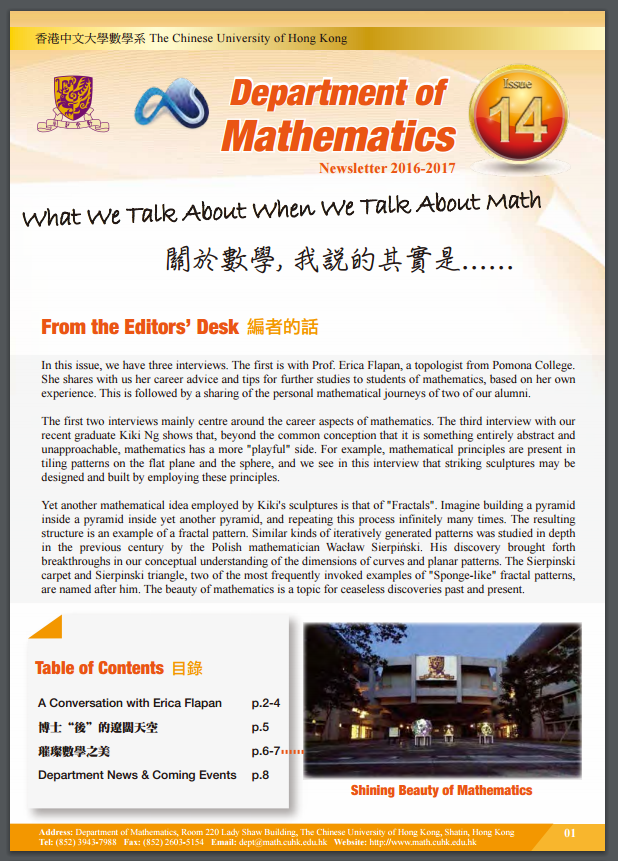 香港中文大學數學系 The Chinese University of Hong Kong
Department of
Mathematics
Issue
14
Newsletter 2016-2017
What We Talk About When We Talk About Math
關於數學, 我說的其實是......
From the Editors' Desk 編者的話
In this issue, we have three interviews. The first is with Prof. Erica Flapan, a topologist from Pomona College.
She shares with us her career advice and tips for further studies to students of mathematics, based on her own
experience. This is followed by a sharing of the personal mathematical journeys of two of our alumni.
The first two interviews mainly centre around the career aspects of mathematics. The third interview with our
recent graduate Kiki Ng shows that, beyond the common conception that it is something entirely abstract and
unapproachable, mathematics has a more "playful" side. For example, mathematical principles are present in
tiling patterns on the flat plane and the sphere, and we see in this interview that striking sculptures may be
designed and built by employing these principles.
Yet another mathematical idea employed by Kiki's sculptures is that of "Fractals". Imagine building a pyramid
inside a pyramid inside yet another pyramid, and repeating this process infinitely many times. The resulting
structure is an example of a fractal pattern. Similar kinds of iteratively generated patterns was studied in depth
in the previous century by the Polish mathematician Wacław Sierpiński. His discovery brought forth
breakthroughs in our conceptual understanding of the dimensions of curves and planar patterns. The Sierpinski
carpet and Sierpinski triangle, two of the most frequently invoked examples of "Sponge-like" fractal patterns,
are named after him. The beauty of mathematics is a topic for ceaseless discoveries past and present.
Table of Contents 目錄
A Conversation with Erica Flapan p.2-4
博士“後”的遼闊天空 p.5
璀璨數學之美 p.6-7
Department News & Coming Events p.8
Shining Beauty of Mathematics
Address: Department of Mathematics, Room 220 Lady Shaw Building, The Chinese University of Hong Kong, Shatin, Hong Kong
Tel: (852) 3943-7988 Fax: (852) 2603-5154 Email: dept@math.cuhk.edu.hk Website: http://www.math.cuhk.edu.hk
01